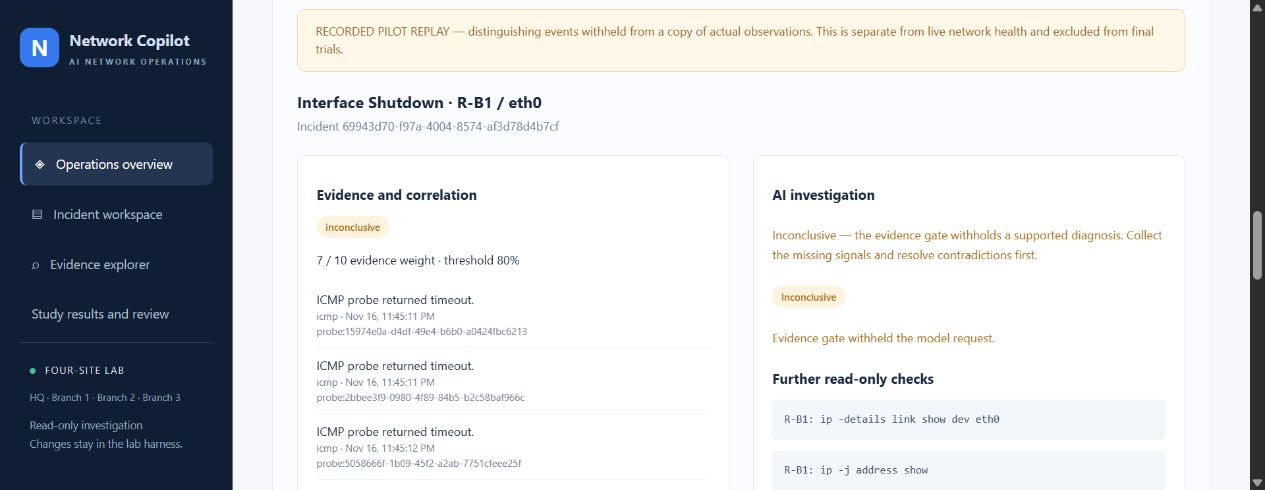 N
Network Copilot
AI NETWORK OPERATIONS
WORKSPACE
Operations overview
Incident workspace
Evidence explorer
Study results and review
FOUR-SITE LAB
HQ · Branch 1 · Branch 2 · Branch 3
Read-only investigation
Changes stay in the lab harness.
RECORDED PILOT REPLAY — distinguishing events withheld from a copy of actual observations. This is separate from live network health and excluded from final
trials.
Interface Shutdown · R-B1 / eth0
Incident 69943d70-f97a-4004-8574-af3d78d4b7cf
Evidence and correlation
Inconclusive
7 / 10 evidence weight · threshold 80%
ICMP probe returned timeout.
icmp · Nov 16, 11:45:11 PM
probe:15974e0a-d4df-49e4-b6b0-a0424fbc6213
ICMP probe returned timeout.
icmp · Nov 16, 11:45:11 PM
probe:2bbee3f9-0980-4f89-84b5-b2c58baf966c
ICMP probe returned timeout.
icmp · Nov 16, 11:45:12 PM
probe:5058666f-1b09-45f2-a2ab-7751cfeee25f
AI investigation
Inconclusive — the evidence gate withholds a supported diagnosis. Collect
the missing signals and resolve contradictions first.
Inconclusive
Evidence gate withheld the model request.
Further read-only checks
R-B1: ip -details link show dev eth0
R-B1: ip -j address show